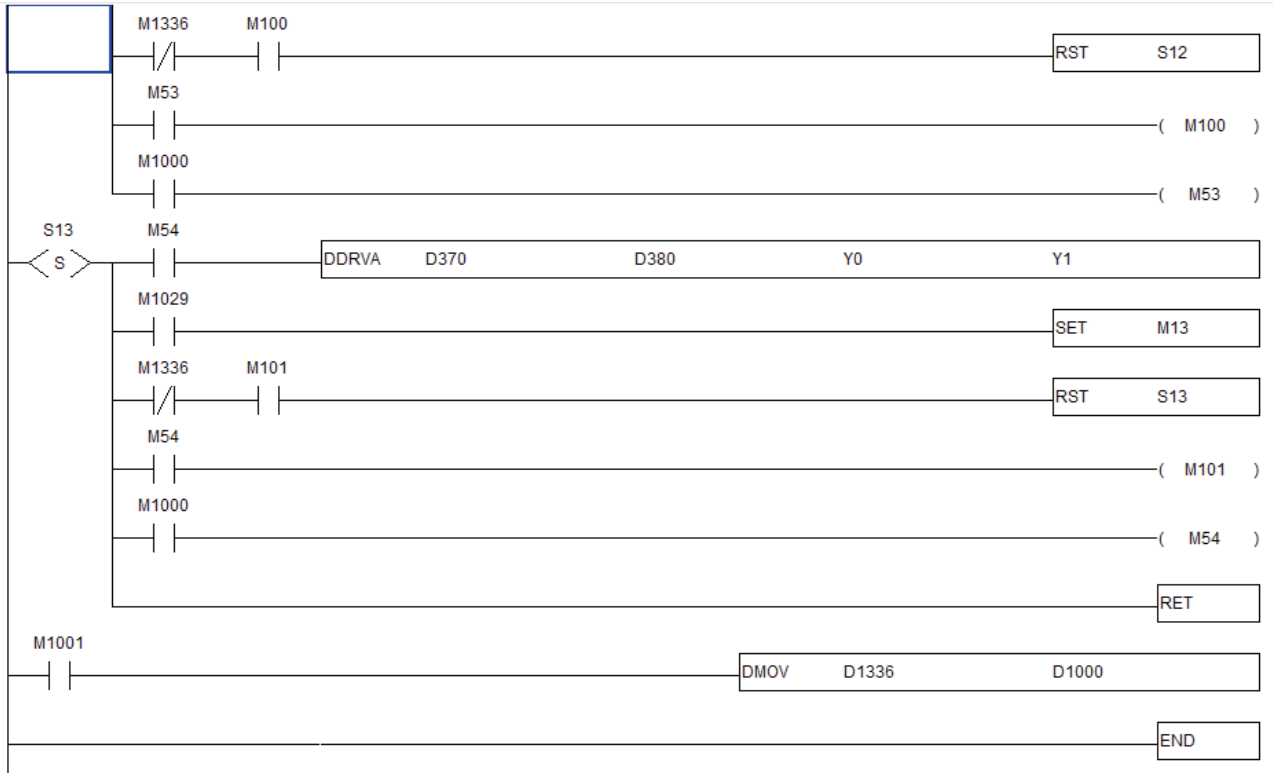 M1336 M100
RST S12
M53
( M100 )
M1000
( M53 )
S13 M54
S DDRVA D370 D380 Y0 Y1
M1029
SET M13
M1336 M101
RST S13
M54
( M101 )
M1000
( M54 )
RET
M1001
DMOV D1336 D1000
END